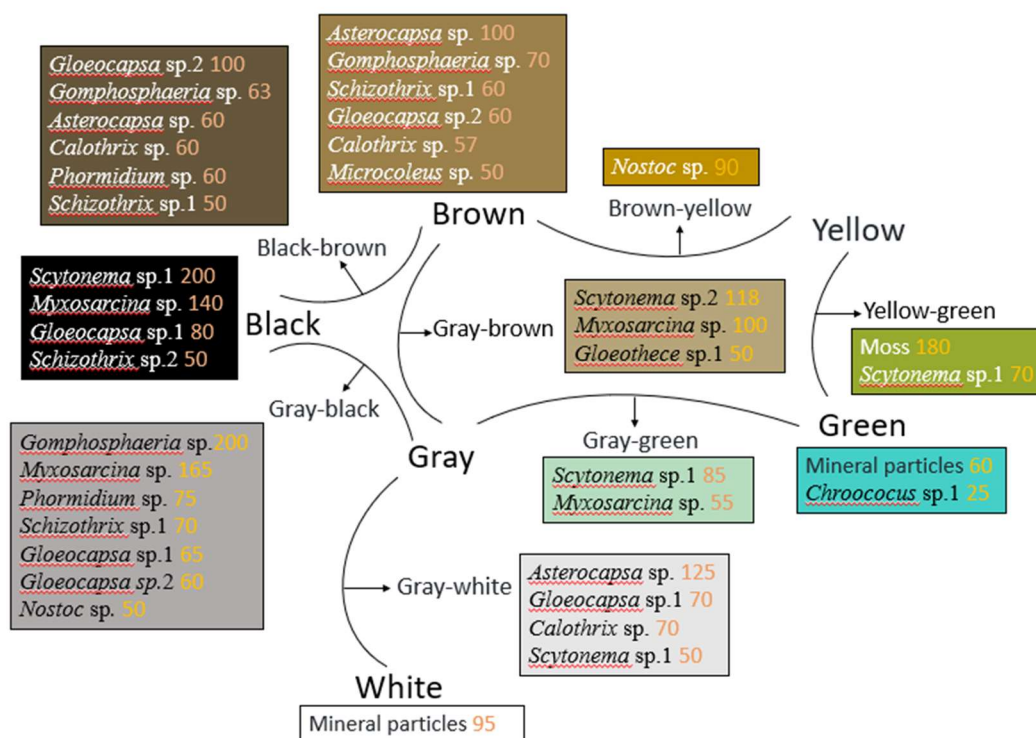 Gloeocapsa sp.2 100
Gomphosphaeria sp. 63
Asterocapsa sp. 60
Calothrix sp. 60
Phormidium sp. 60
Schizothrix sp.1 50
Asterocapsa sp. 100
Gomphosphaeria sp. 70
Schizothrix sp.1 60
Gloeocapsa sp.2 60
Calothrix sp. 57
Microcoleus sp. 50
Nostoc sp. 90
Brown
Brown-yellow
Yellow
Black-brown
Scytonema sp.1 200
Myxosarcina sp. 140
Gloeocapsa sp.1 80
Schizothrix sp.2 50
Black
Gray-brown
Scytonema sp.2 118
Myxosarcina sp. 100
Gloeothece sp.1 50
Yellow-green
Moss 180
Scytonema sp.1 70
Gray-black
Gray
Gray-green
Green
Gomphosphaeria sp.200
Myxosarcina sp. 165
Phormidium sp. 75
Schizothrix sp.1 70
Gloeocapsa sp.1 65
Gloeocapsa sp.2 60
Nostoc sp. 50
Scytonema sp.1 85
Myxosarcina sp. 55
Mineral particles 60
Chroococus sp.1 25
Gray-white
Asterocapsa sp. 125
Gloeocapsa sp.1 70
Calothrix sp. 70
Scytonema sp.1 50
White
Mineral particles 95